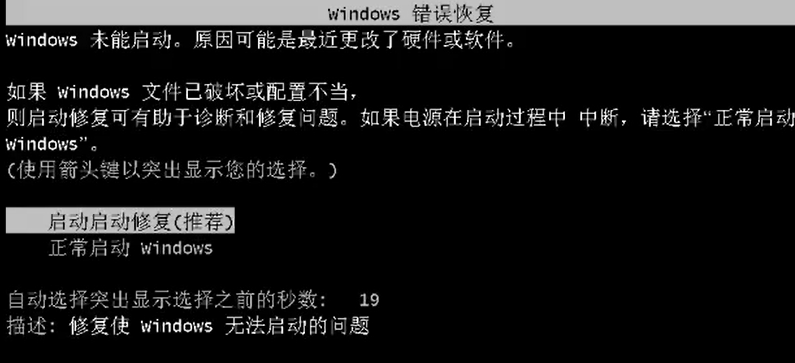 Windows 错误恢复
Windows 未能启动。原因可能是最近更改了硬件或软件。
如果 Windows 文件已破坏或配置不当，
则启动修复可有助于诊断和修复问题。如果电源在启动过程中 中断，请选择“正常启动
Windows”。
(使用箭头键以突出显示您的选择。)
启动启动修复(推荐)
正常启动 Windows
自动选择突出显示选择之前的秒数： 19
描述: 修复使 Windows 无法启动的问题